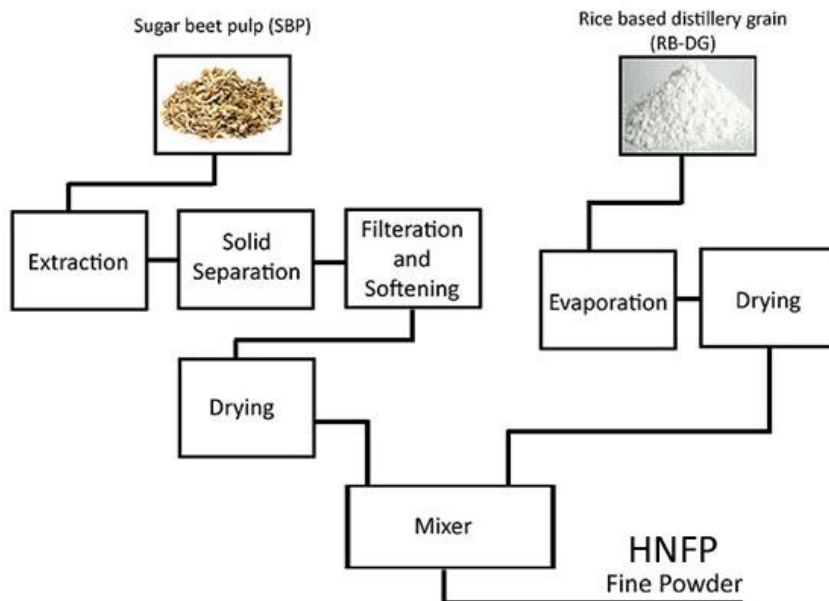 Sugar beet pulp (SBP)
Rice based distillery grain
(RB-DG)
Extraction
Solid
Separation
Filteration
and
Softening
Evaporation
Drying
Drying
Mixer
HNFP
Fine Powder